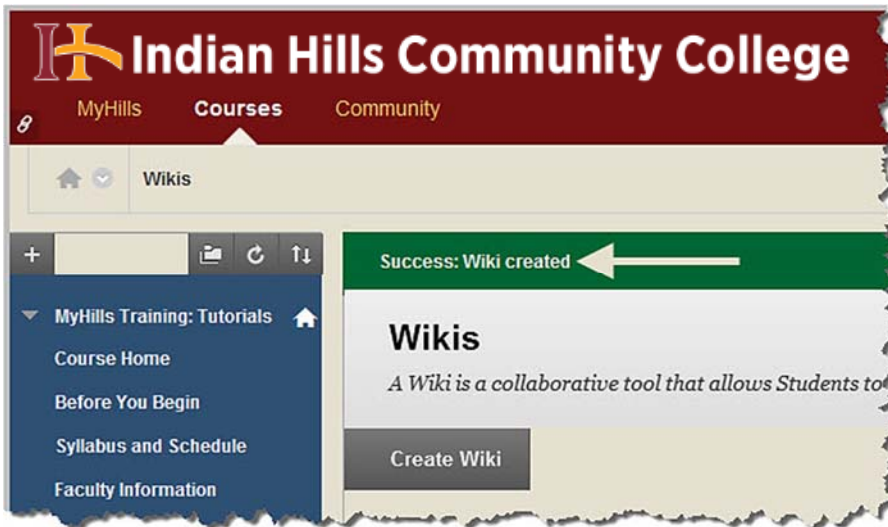 Indian Hills Community College
MyHills Courses Community
Wikis
Success: Wiki created
MyHills Training: Tutorials
Course Home
Before You Begin
Syllabus and Schedule
Faculty Information
Wikis
A Wiki is a collaborative tool that allows Students to
Create Wiki